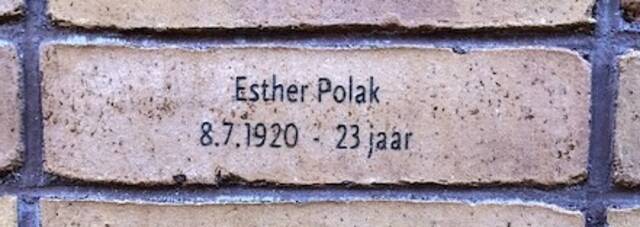 Esther Polak
8.7.1920 - 23 jaar